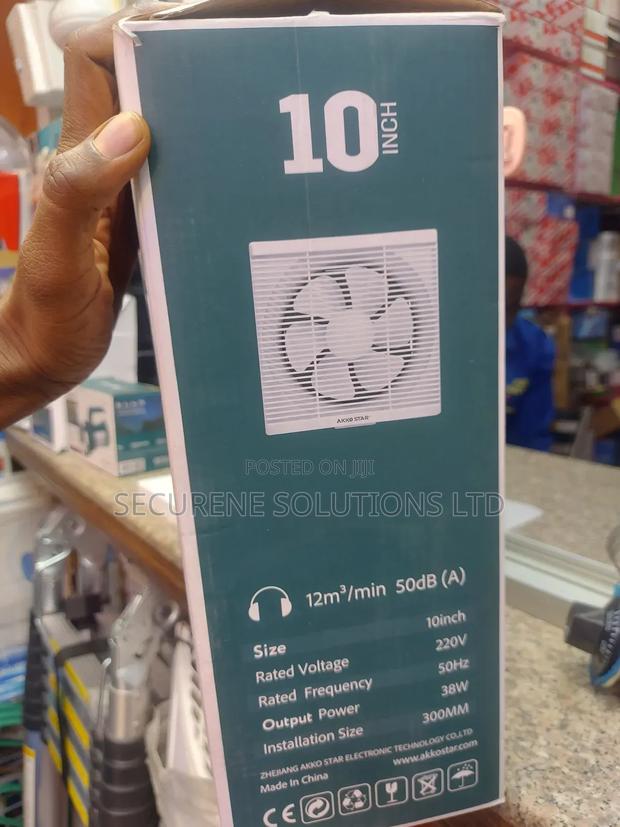 10
INCH
AKKO STAR
POSTED ON JIJI
SECURENE SOLUTIONS LTD
12m³/min 50dB (A)
Size 10inch
Rated Voltage 220V
Rated Frequency 50Hz
Output Power 38W
Installation Size 300MM
ZHEJIANG AKKO STAR ELECTRONIC TECHNOLOGY CO.,LTD
Made In China www.akkostar.com
CE